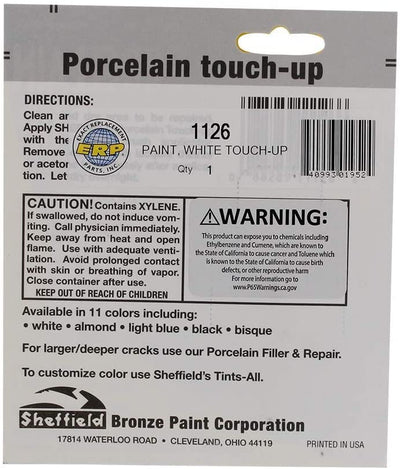 Porcelain touch-up
DIRECTIONS:
Clean
Apply SH
with the
Remove
or aceto
tion. Let
EXACT REPLACEMENT
ERP
PARTS, INC.
1126
PAINT, WHITE TOUCH-UP
Qty 1
4099301952
CAUTION! Contains XYLENE.
If swallowed, do not induce vom-
iting. Call physician immediately.
Keep away from heat and open
flame. Use with adequate venti-
lation. Avoid prolonged contact
with skin or breathing of vapor.
Close container after use.
KEEP OUT OF REACH OF CHILDREN
WARNING:
This product can expose you to chemicals including
Ethylbenzene and Cumene, which are known to
the State of California to cause cancer and Toluene which
is known to the State of California to cause birth
defects, or other reproductive harm
For more information go to
www.P65Warnings.ca.gov
Available in 11 colors including:
• white • almond • light blue • black • bisque
For larger/deeper cracks use our Porcelain Filler & Repair.
To customize color use Sheffield's Tints-All.
Sheffield Bronze Paint Corporation
17814 WATERLOO ROAD • CLEVELAND, OHIO 44119
PRINTED IN USA